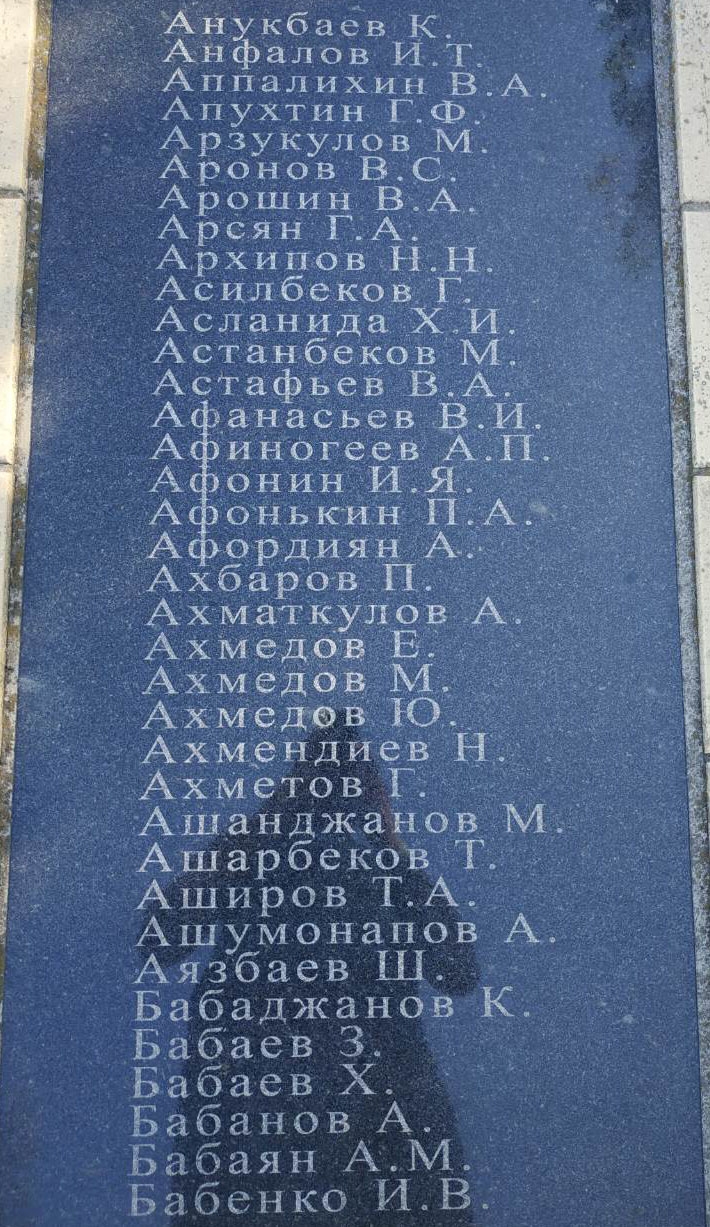 Анукбаев К.
Анфалов И.Т.
Аппалихин В.А.
Апухтин Г.Ф.
Арзукулов М.
Аронов В.С.
Арошин В.А.
Арсян Г.А.
Архипов Н.Н.
Асилбеков Г.
Асланида Х.И.
Астанбеков М.
Астафьев В.А.
Афанасьев В.И.
Афиногеев А.П.
Афонин И.Я.
Афонькин П.А.
Афордиян А.
Ахбаров П.
Ахматкулов А.
Ахмедов Е.
Ахмедов М.
Ахмедов Ю.
Ахмендиев Н.
Ахметов Г.
Ашанджанов М.
Ашарбеков Т.
Аширов Т.А.
Ашумонапов А.
Аязбаев Ш.
Бабаджанов К.
Бабаев З.
Бабаев Х.
Бабанов А.
Бабаян А.М.
Бабенко И.В.